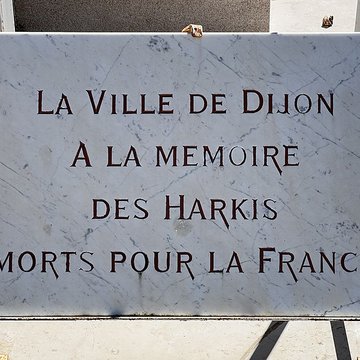 La Ville de Dijon
A la memoire
des Harkis
morts pour la Franc